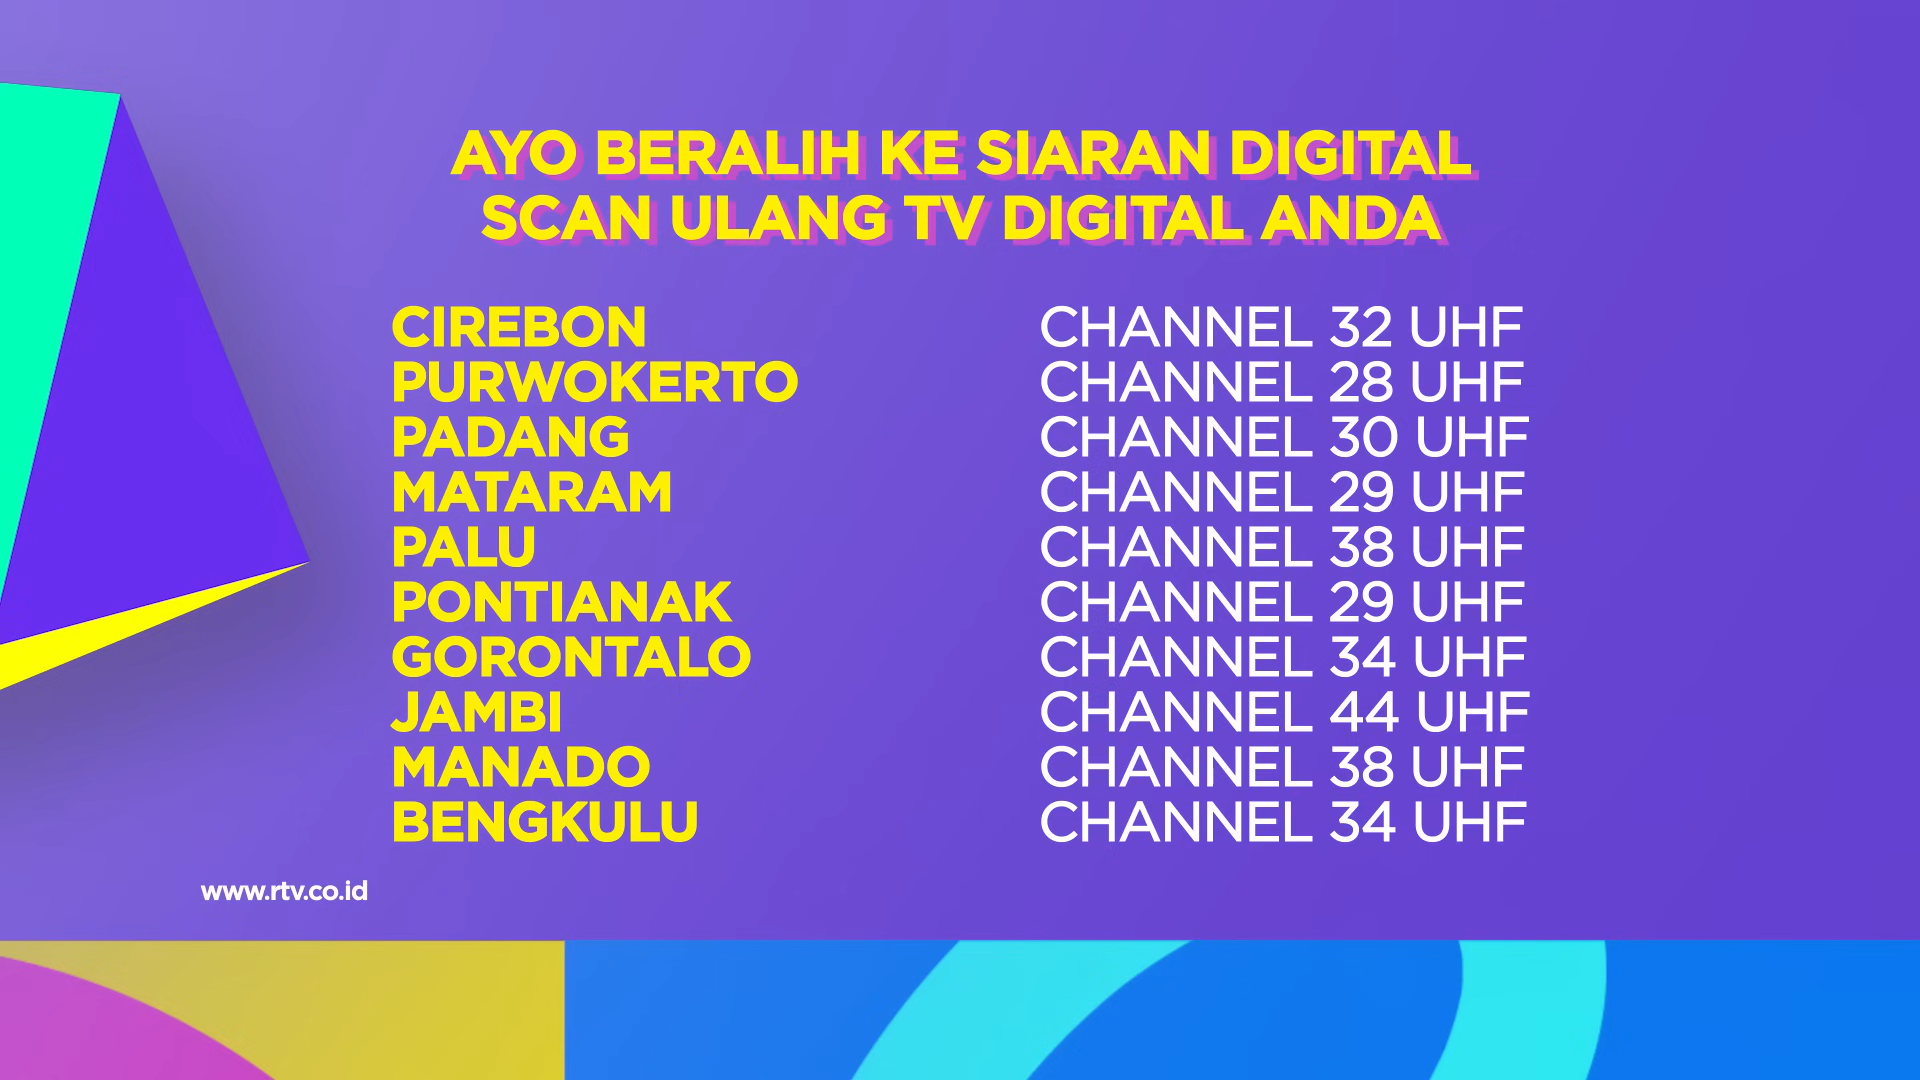 AYO BERALIH KE SIARAN DIGITAL
SCAN ULANG TV DIGITAL ANDA
CIREBON CHANNEL 32 UHF
PURWOKERTO CHANNEL 28 UHF
PADANG CHANNEL 30 UHF
MATARAM CHANNEL 29 UHF
PALU CHANNEL 38 UHF
PONTIANAK CHANNEL 29 UHF
GORONTALO CHANNEL 34 UHF
JAMBI CHANNEL 44 UHF
MANADO CHANNEL 38 UHF
BENGKULU CHANNEL 34 UHF
www.rtv.co.id